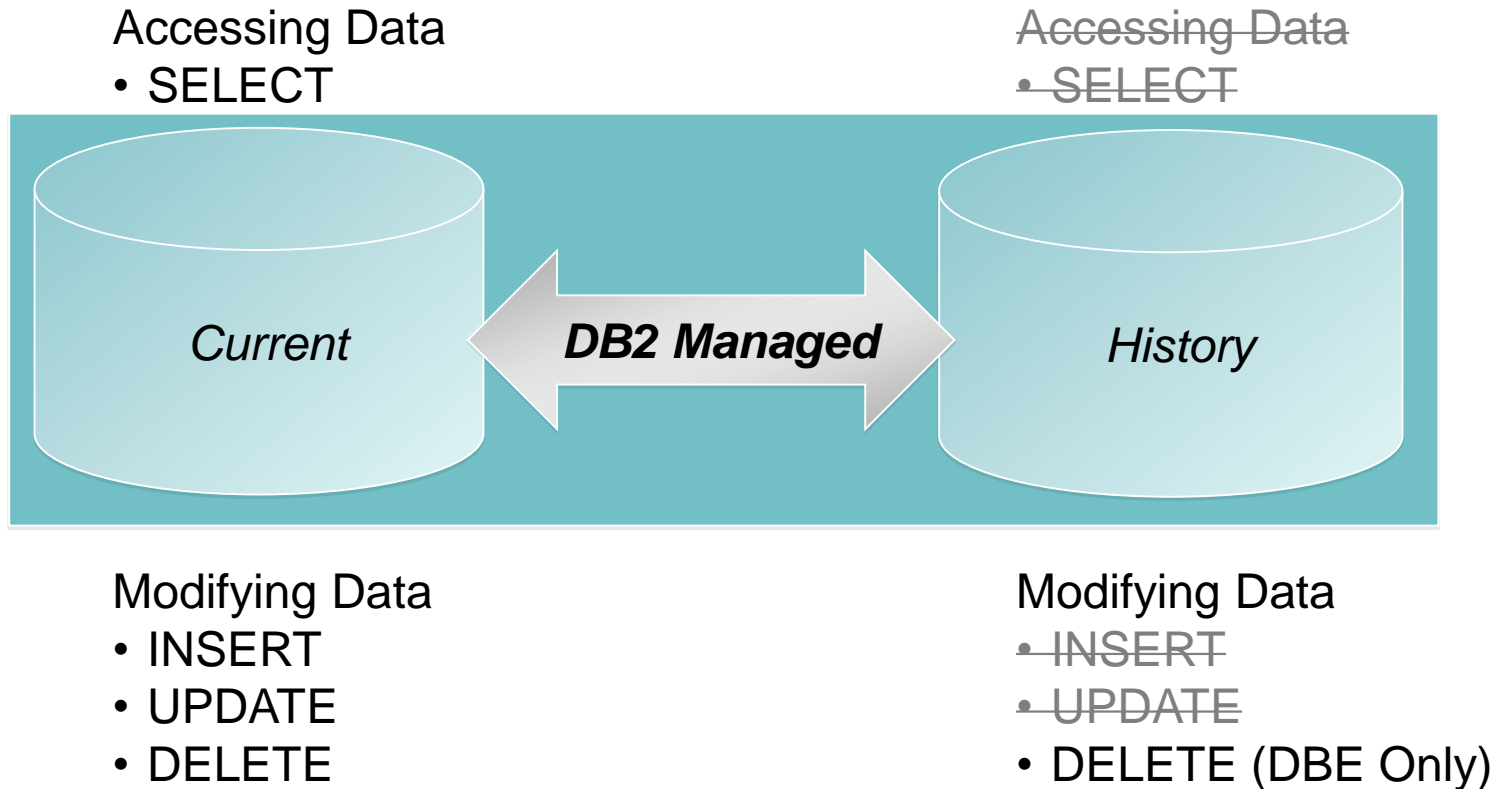 Accessing Data
• SELECT
Accessing Data
• SELECT
Current
DB2 Managed
History
Modifying Data
• INSERT
• UPDATE
• DELETE
Modifying Data
• INSERT
• UPDATE
• DELETE (DBE Only)